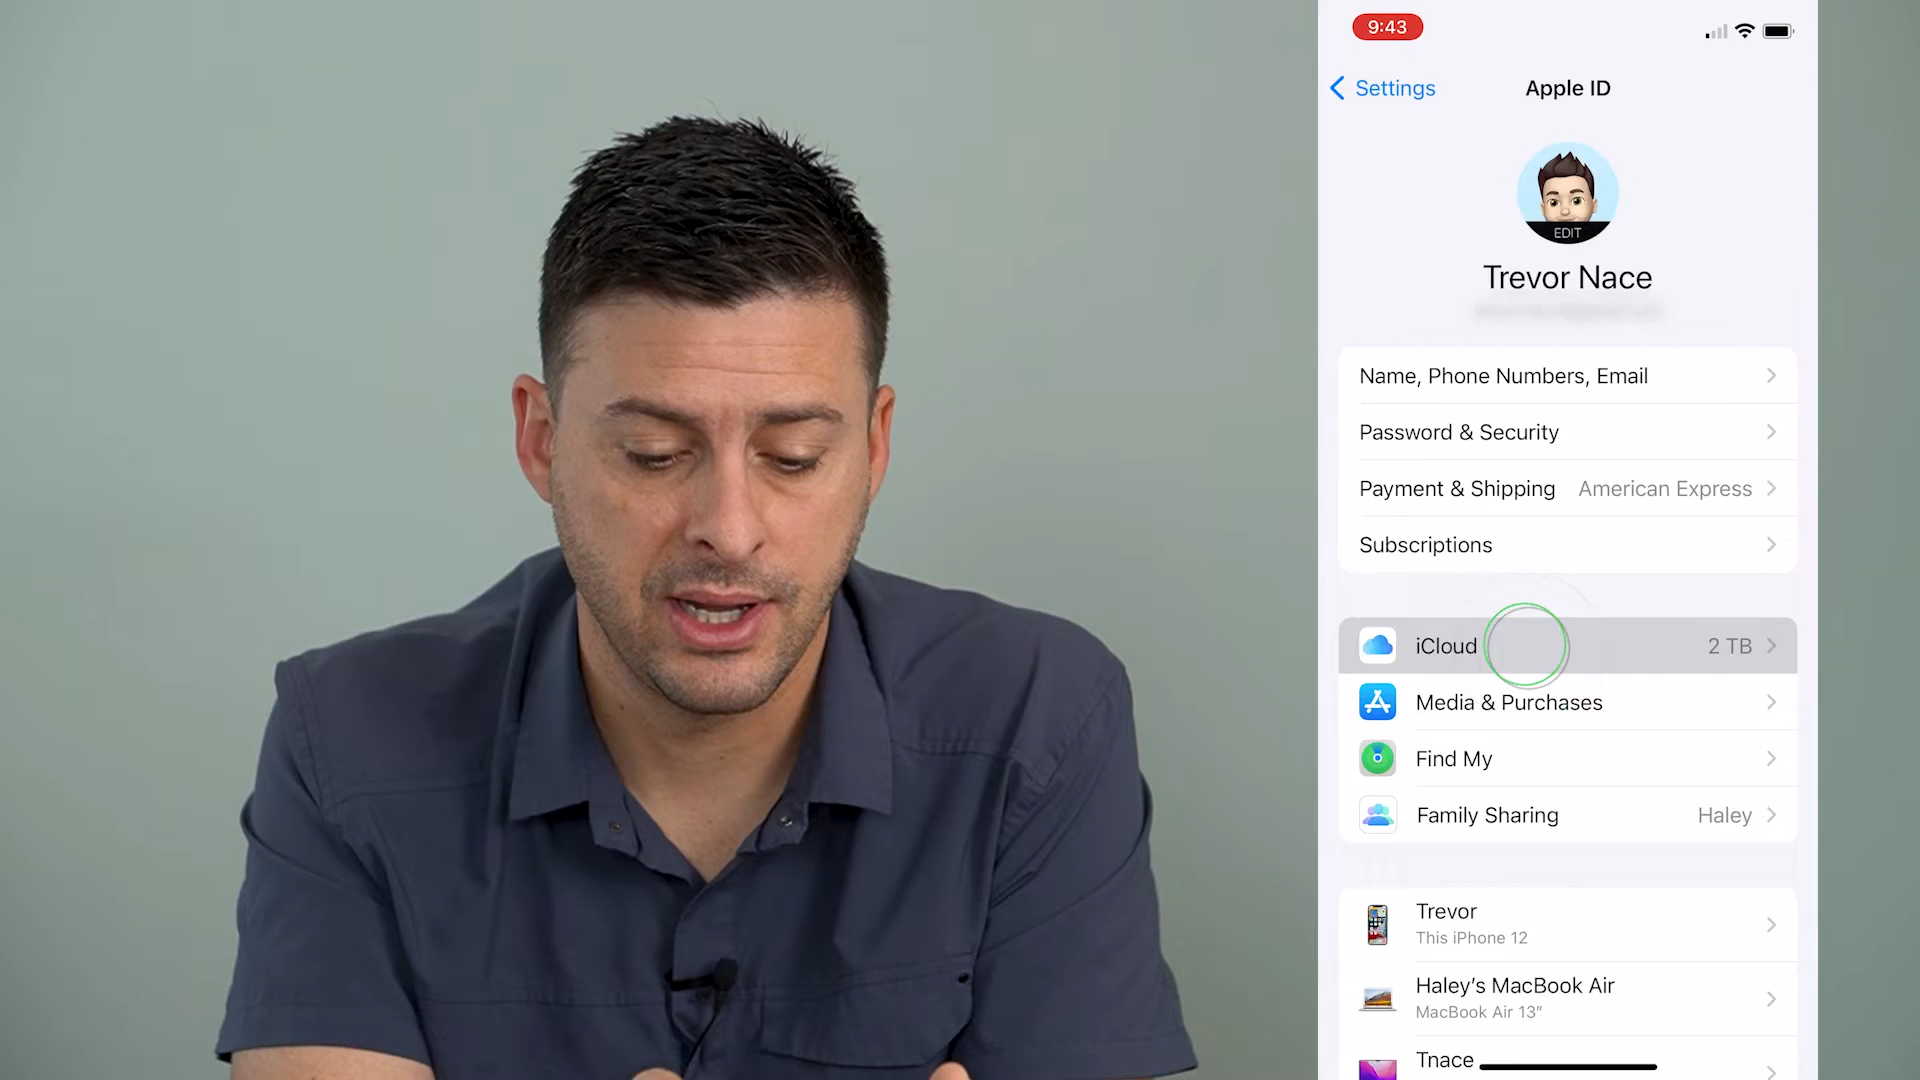 9:43
Settings
Apple ID
EDIT
Trevor Nace
Name, Phone Numbers, Email
Password & Security
Payment & Shipping American Express
Subscriptions
iCloud 2 TB
Media & Purchases
Find My
Family Sharing Haley
Trevor
This iPhone 12
Haley’s MacBook Air
MacBook Air 13”
Tnace